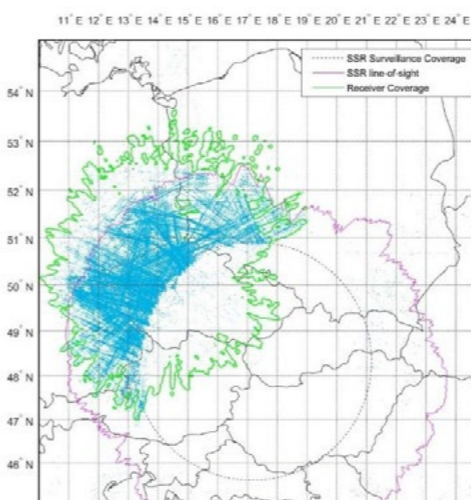 11° E 12° E 13° E 14° E 15° E 16° E 17° E 18° E 19° E 20° E 21° E 22° E 23° E 24° E
SSR Surveillance Coverage
SSR line-of-sight
Receiver Coverage
54° N
53° N
52° N
51° N
50° N
49° N
48° N
47° N
46° N